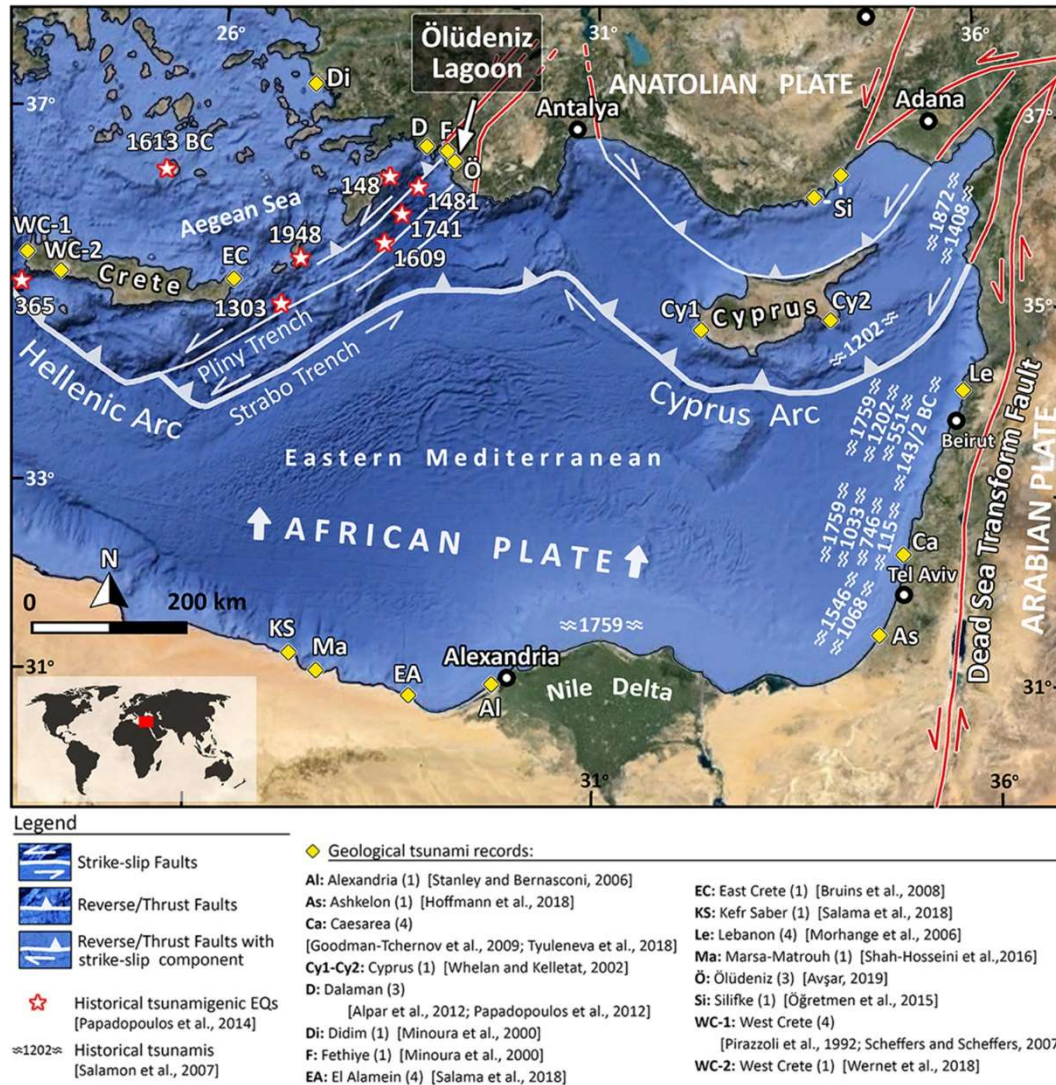 26°
31°
36°
Ölüdeniz
Lagoon
ANATOLIAN PLATE
Di
37°
37°
Antalya
Adana
1613 BC
D
F
Ö
148
1481
1741
1609
Si
Aegean Sea
1948
WC-1
WC-2
EC
Crete
365
1303
≈1872≈
≈1408≈
35°
Cy1
Cyprus
Cy2
≈1202≈
Pliny Trench
Strabo Trench
Hellenic Arc
Cyprus Arc
Le
Beirut
≈1759≈
≈1202≈
≈551≈
≈143/2 BC≈
Eastern Mediterranean
33°
AFRICAN PLATE
≈1759≈
≈1033≈
≈746≈
≈115≈
Ca
Tel Aviv
≈1546≈
≈1068≈
As
Dead Sea Transform Fault
ARABIAN PLATE
N
0 200 km
≈1759≈
KS
Ma
EA
Al
Alexandria
Nile Delta
31°
31°
31°
36°
Legend
Strike-slip Faults
Reverse/Thrust Faults
Reverse/Thrust Faults with
strike-slip component
Historical tsunamigenic EQs
[Papadopoulos et al., 2014]
≈1202≈ Historical tsunamis
[Salamon et al., 2007]
Geological tsunami records:
Al: Alexandria (1) [Stanley and Bernasconi, 2006]
As: Ashkelon (1) [Hoffmann et al., 2018]
Ca: Caesarea (4)
[Goodman-Tchernov et al., 2009; Tyuleneva et al., 2018]
Cy1-Cy2: Cyprus (1) [Whelan and Kelletat, 2002]
D: Dalaman (3)
[Alpar et al., 2012; Papadopoulos et al., 2012]
Di: Didim (1) [Minoura et al., 2000]
F: Fethiye (1) [Minoura et al., 2000]
EA: El Alamein (4) [Salama et al., 2018]
EC: East Crete (1) [Bruins et al., 2008]
KS: Kefr Saber (1) [Salama et al., 2018]
Le: Lebanon (4) [Morhange et al., 2006]
Ma: Marsa-Matrouh (1) [Shah-Hosseini et al.,2016]
Ö: Ölüdeniz (3) [Avşar, 2019]
Si: Silifke (1) [Öğretmen et al., 2015]
WC-1: West Crete (4)
[Pirazzoli et al., 1992; Scheffers and Scheffers, 2007
WC-2: West Crete (1) [Wernet et al., 2018]